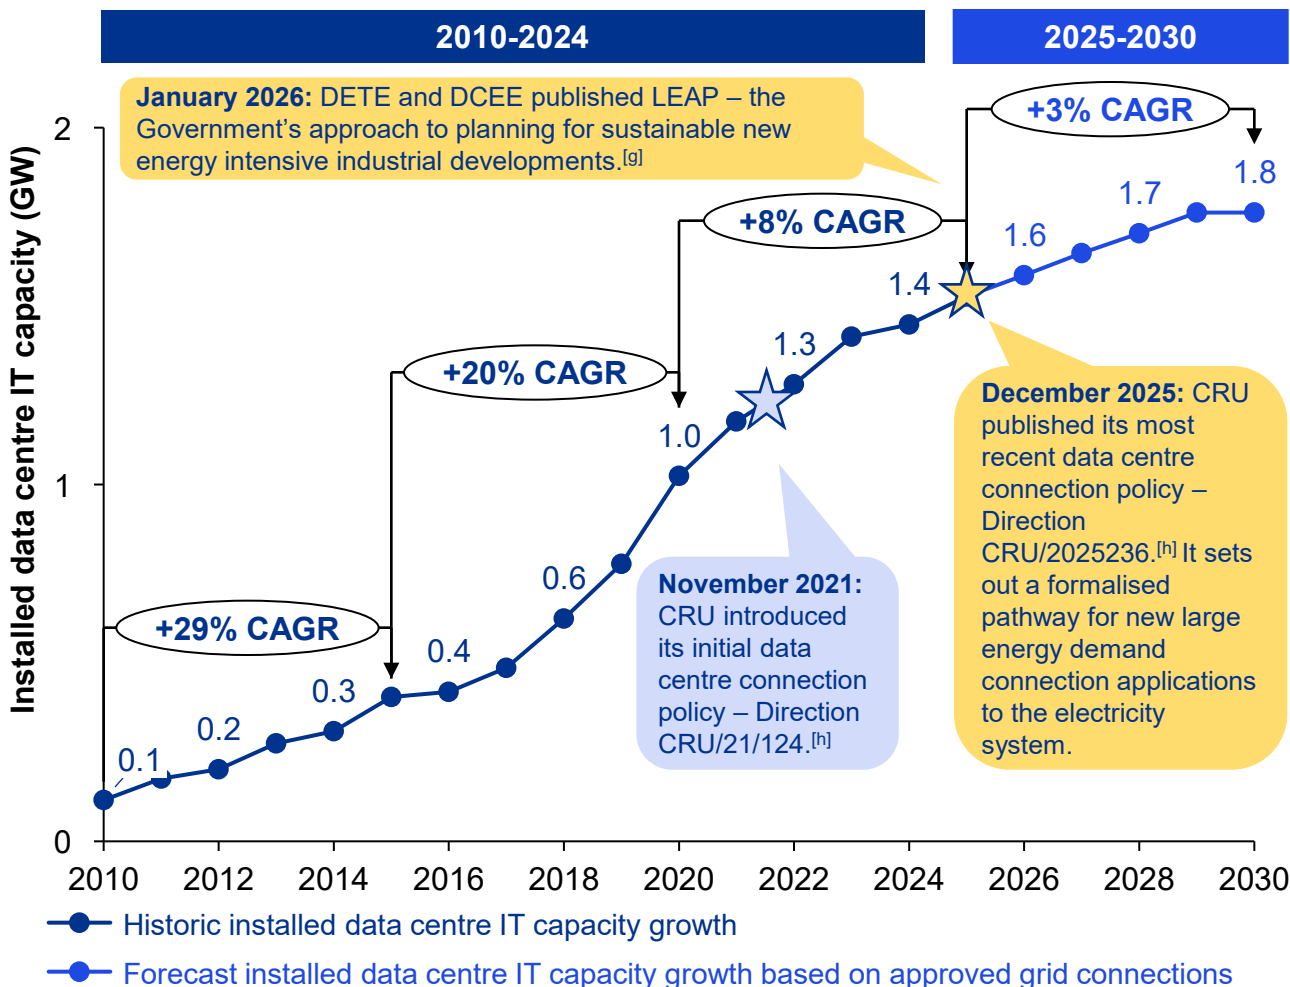 2010-2024
2025-2030
January 2026: DETE and DCEE published LEAP – the
Government’s approach to planning for sustainable new
energy intensive industrial developments.[g]
+3% CAGR
+8% CAGR
+20% CAGR
+29% CAGR
Installed data centre IT capacity (GW)
2
1
0
0.1
0.2
0.3
0.4
0.6
1.0
1.3
1.4
1.6
1.7
1.8
November 2021:
CRU introduced
its initial data
centre connection
policy – Direction
CRU/21/124.[h]
December 2025: CRU
published its most
recent data centre
connection policy –
Direction
CRU/2025236.[h] It sets
out a formalised
pathway for new large
energy demand
connection applications
to the electricity
system.
2010 2012 2014 2016 2018 2020 2022 2024 2026 2028 2030
Historic installed data centre IT capacity growth
Forecast installed data centre IT capacity growth based on approved grid connections